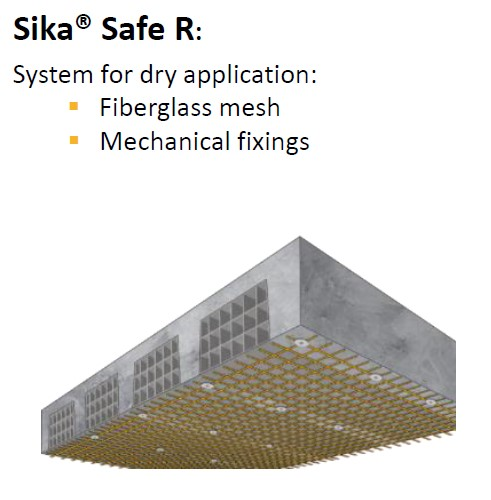 Sika® Safe R:
System for dry application:
Fiberglass mesh
Mechanical fixings